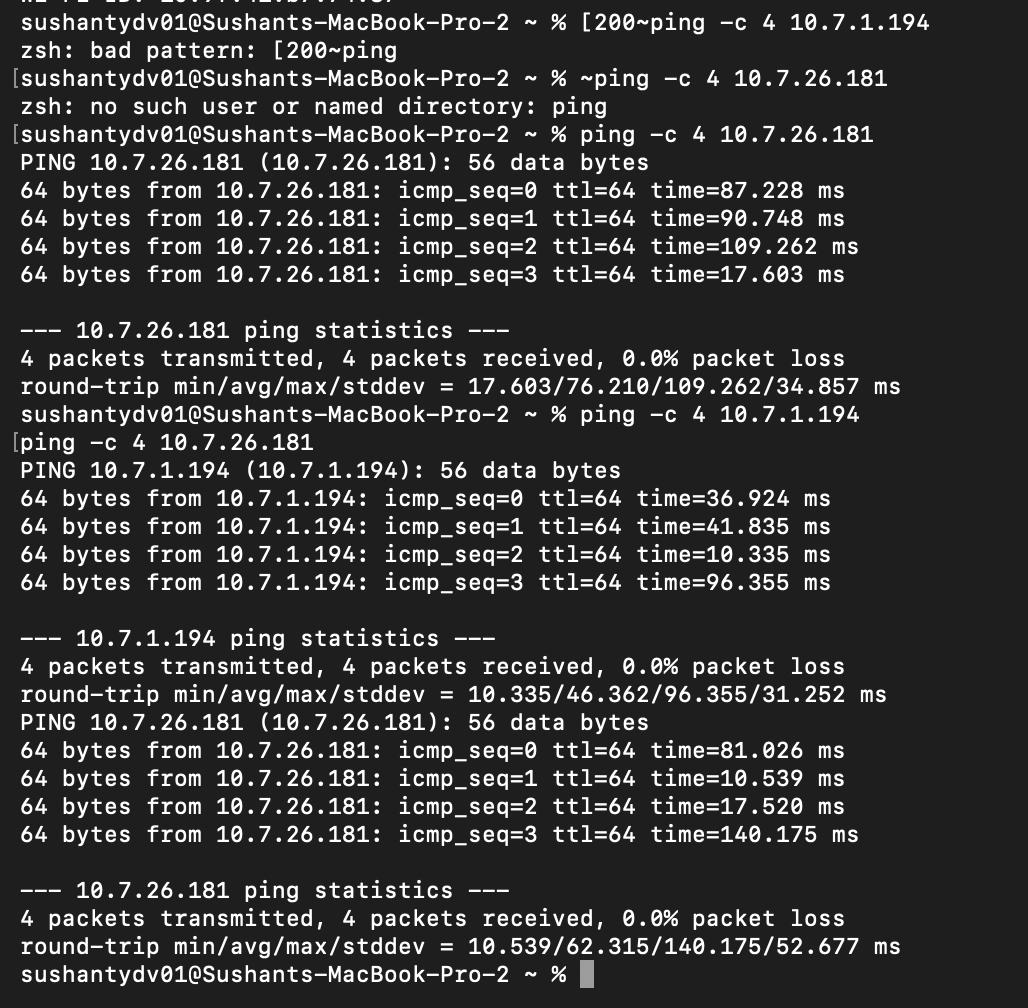 sushantydv01@Sushants-MacBook-Pro-2 ~ % [200~ping -c 4 10.7.1.194
zsh: bad pattern: [200~ping
[sushantydv01@Sushants-MacBook-Pro-2 ~ % ~ping -c 4 10.7.26.181
zsh: no such user or named directory: ping
[sushantydv01@Sushants-MacBook-Pro-2 ~ % ping -c 4 10.7.26.181
PING 10.7.26.181 (10.7.26.181): 56 data bytes
64 bytes from 10.7.26.181: icmp_seq=0 ttl=64 time=87.228 ms
64 bytes from 10.7.26.181: icmp_seq=1 ttl=64 time=90.748 ms
64 bytes from 10.7.26.181: icmp_seq=2 ttl=64 time=109.262 ms
64 bytes from 10.7.26.181: icmp_seq=3 ttl=64 time=17.603 ms
--- 10.7.26.181 ping statistics ---
4 packets transmitted, 4 packets received, 0.0% packet loss
round-trip min/avg/max/stddev = 17.603/76.210/109.262/34.857 ms
sushantydv01@Sushants-MacBook-Pro-2 ~ % ping -c 4 10.7.1.194
[ping -c 4 10.7.26.181
PING 10.7.1.194 (10.7.1.194): 56 data bytes
64 bytes from 10.7.1.194: icmp_seq=0 ttl=64 time=36.924 ms
64 bytes from 10.7.1.194: icmp_seq=1 ttl=64 time=41.835 ms
64 bytes from 10.7.1.194: icmp_seq=2 ttl=64 time=10.335 ms
64 bytes from 10.7.1.194: icmp_seq=3 ttl=64 time=96.355 ms
--- 10.7.1.194 ping statistics ---
4 packets transmitted, 4 packets received, 0.0% packet loss
round-trip min/avg/max/stddev = 10.335/46.362/96.355/31.252 ms
PING 10.7.26.181 (10.7.26.181): 56 data bytes
64 bytes from 10.7.26.181: icmp_seq=0 ttl=64 time=81.026 ms
64 bytes from 10.7.26.181: icmp_seq=1 ttl=64 time=10.539 ms
64 bytes from 10.7.26.181: icmp_seq=2 ttl=64 time=17.520 ms
64 bytes from 10.7.26.181: icmp_seq=3 ttl=64 time=140.175 ms
--- 10.7.26.181 ping statistics ---
4 packets transmitted, 4 packets received, 0.0% packet loss
round-trip min/avg/max/stddev = 10.539/62.315/140.175/52.677 ms
sushantydv01@Sushants-MacBook-Pro-2 ~ %